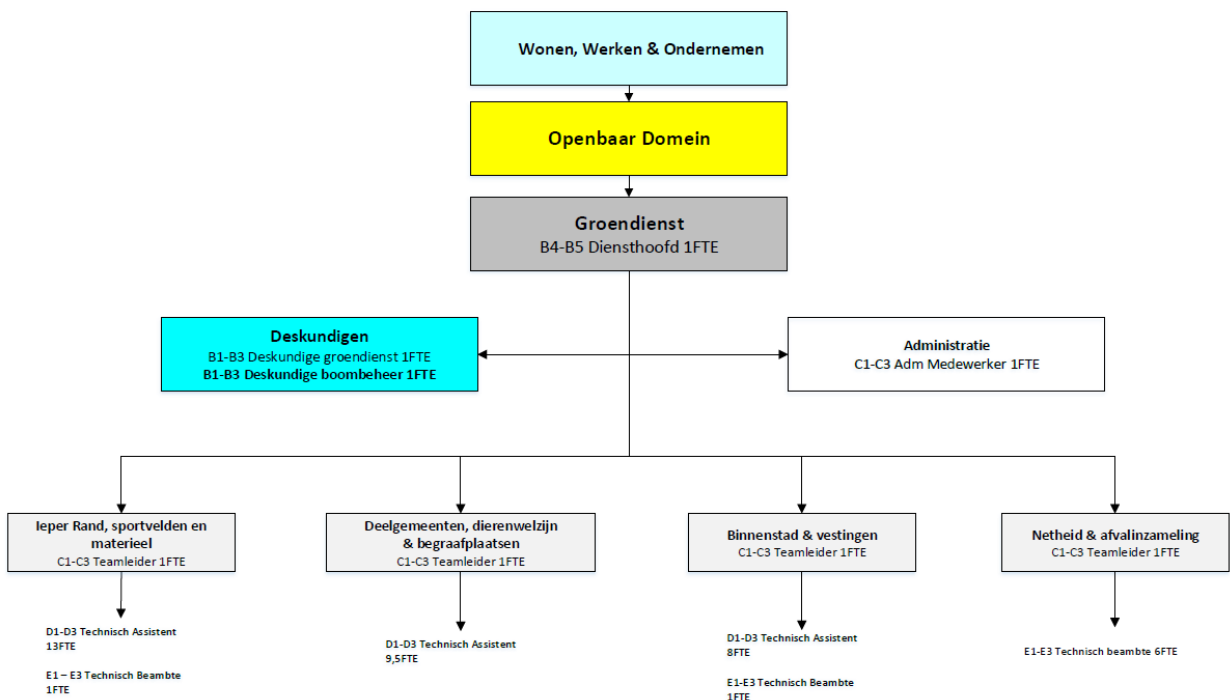 Wonen, Werken & Ondernemen
Openbaar Domein
Groendienst
B4-B5 Diensthoofd 1FTE
Deskundigen
B1-B3 Deskundige groendienst 1FTE
B1-B3 Deskundige boombeheer 1FTE
Administratie
C1-C3 Adm Medewerker 1FTE
Ieper Rand, sportvelden en
materieel
C1-C3 Teamleider 1FTE
Deelgemeenten, dierenwelzijn
& begraafplaatsen
C1-C3 Teamleider 1FTE
Binnenstad & vestingen
C1-C3 Teamleider 1FTE
Netheid & afvalinzameling
C1-C3 Teamleider 1FTE
D1-D3 Technisch Assistent
13FTE
E1 – E3 Technisch Beambte
1FTE
D1-D3 Technisch Assistent
9,5FTE
D1-D3 Technisch Assistent
8FTE
E1-E3 Technisch Beambte
1FTE
E1-E3 Technisch beambte 6FTE